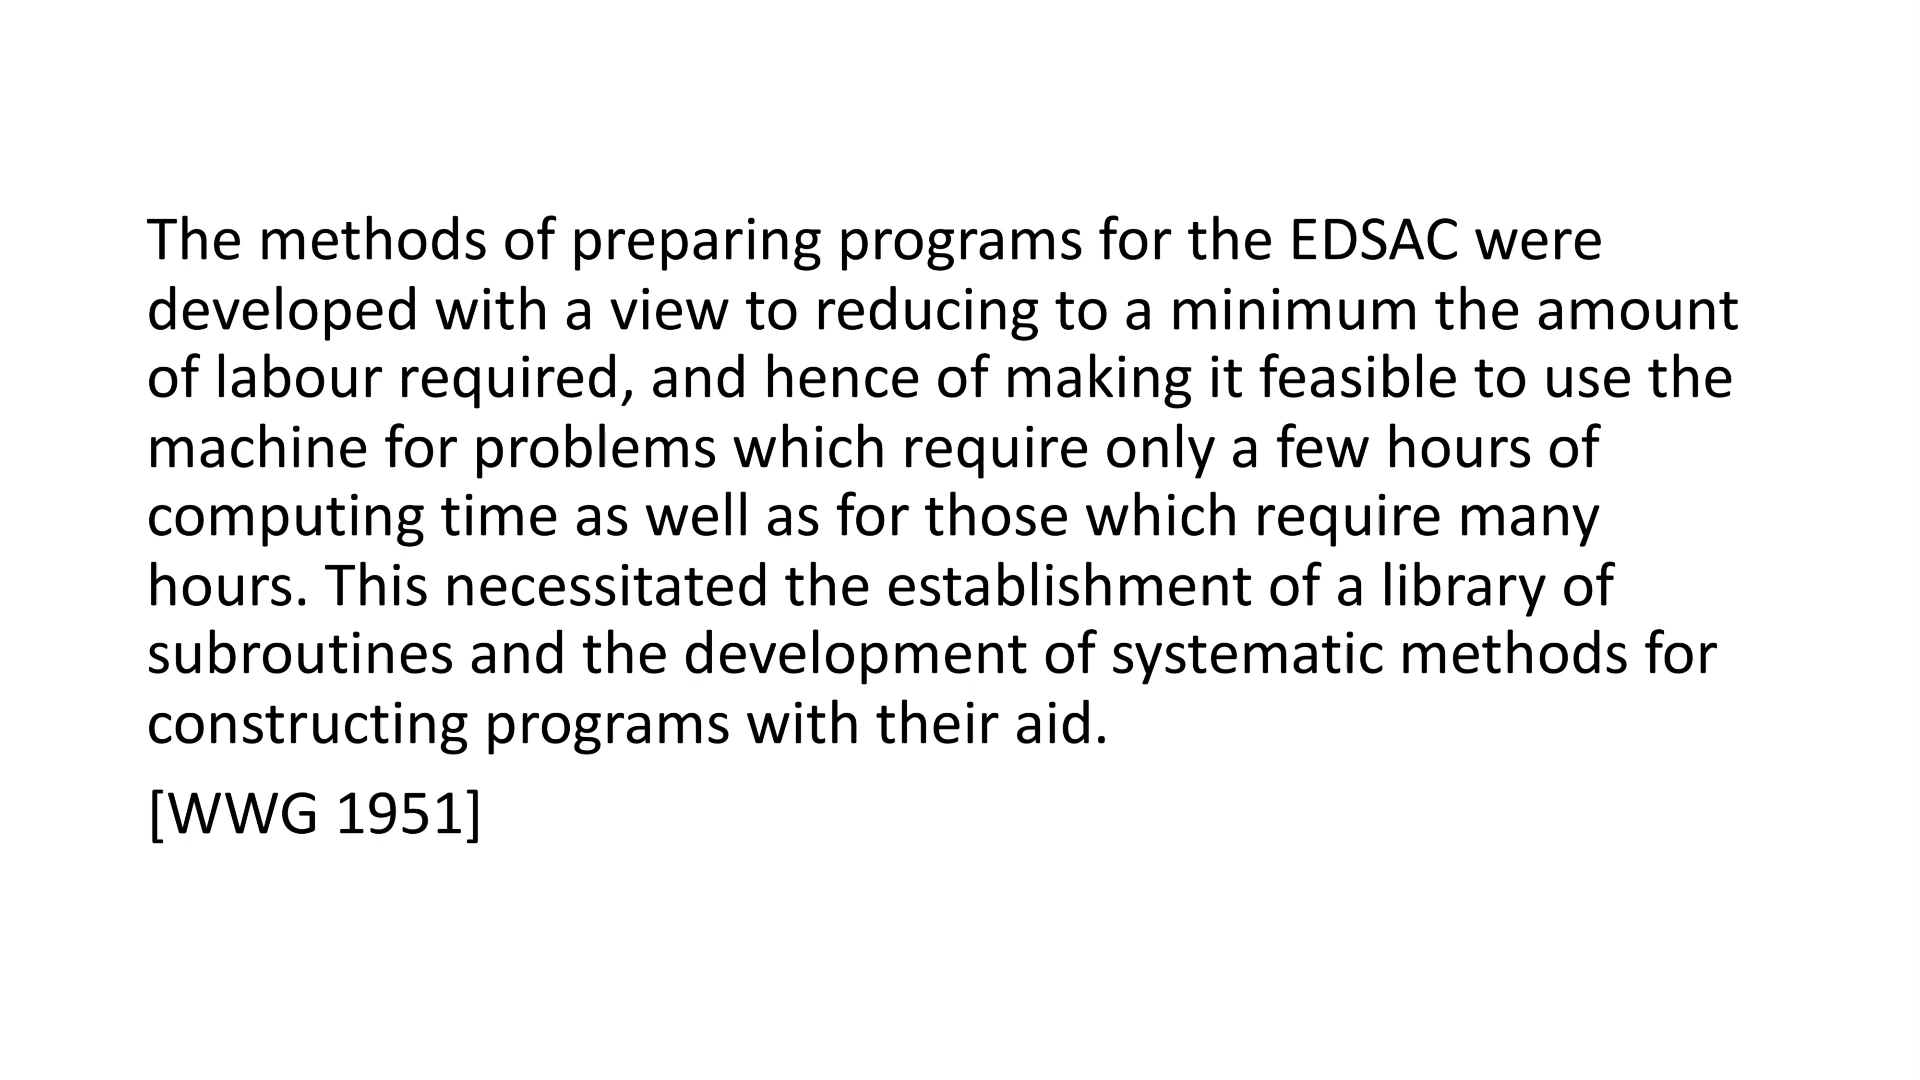 The methods of preparing programs for the EDSAC were
developed with a view to reducing to a minimum the amount
of labour required, and hence of making it feasible to use the
machine for problems which require only a few hours of
computing time as well as for those which require many
hours. This necessitated the establishment of a library of
subroutines and the development of systematic methods for
constructing programs with their aid.
[WWG 1951]